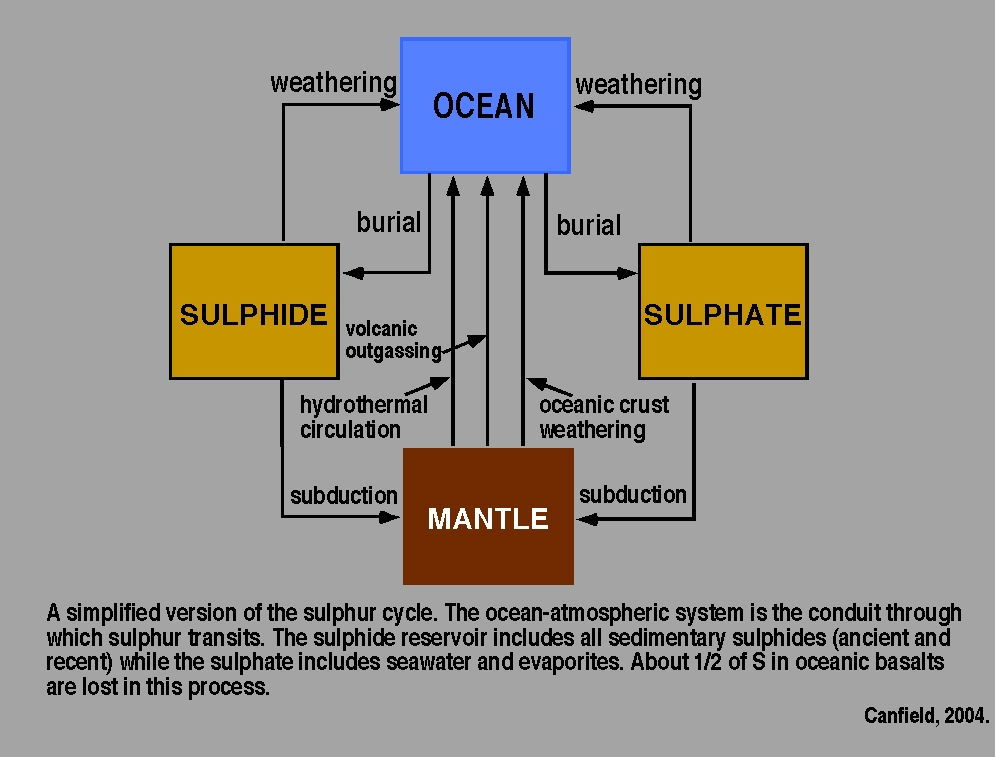 weathering
OCEAN
weathering
burial
burial
SULPHIDE
SULPHATE
volcanic
outgassing
hydrothermal
circulation
oceanic crust
weathering
subduction
subduction
MANTLE
A simplified version of the sulphur cycle. The ocean-atmospheric system is the conduit through
which sulphur transits. The sulphide reservoir includes all sedimentary sulphides (ancient and
recent) while the sulphate includes seawater and evaporites. About 1/2 of S in oceanic basalts
are lost in this process.
Canfield, 2004.